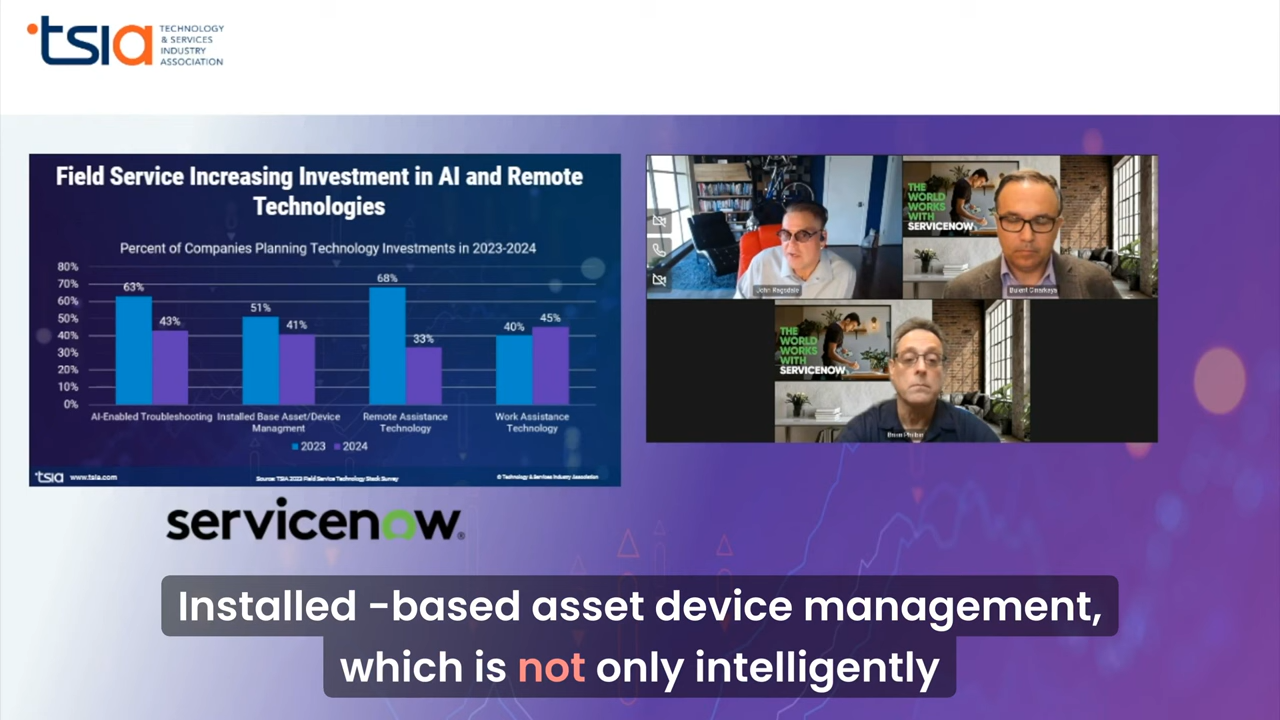 tsia
TECHNOLOGY
& SERVICES
INDUSTRY
ASSOCIATION
Field Service Increasing Investment in AI and Remote
Technologies
Percent of Companies Planning Technology Investments in 2023-2024
80%
70%
60%
50%
40%
30%
20%
10%
0%
63%
43%
51%
41%
68%
33%
40%
45%
AI-Enabled Troubleshooting
Installed Base Asset/Device
Managment
Remote Assistance
Technology
Work Assistance
Technology
2023
2024
tsia
www.tsia.com
Source: TSIA 2023 Field Service Technology Stack Survey
© Technology & Services Industry Association
John Ragsdale
THE
WORLD
WORKS
WITH
SERVICENOW
THE
WORLD
WORKS
WITH
SERVICENOW
servicenow®
Installed -based asset device management,
which is not only intelligently